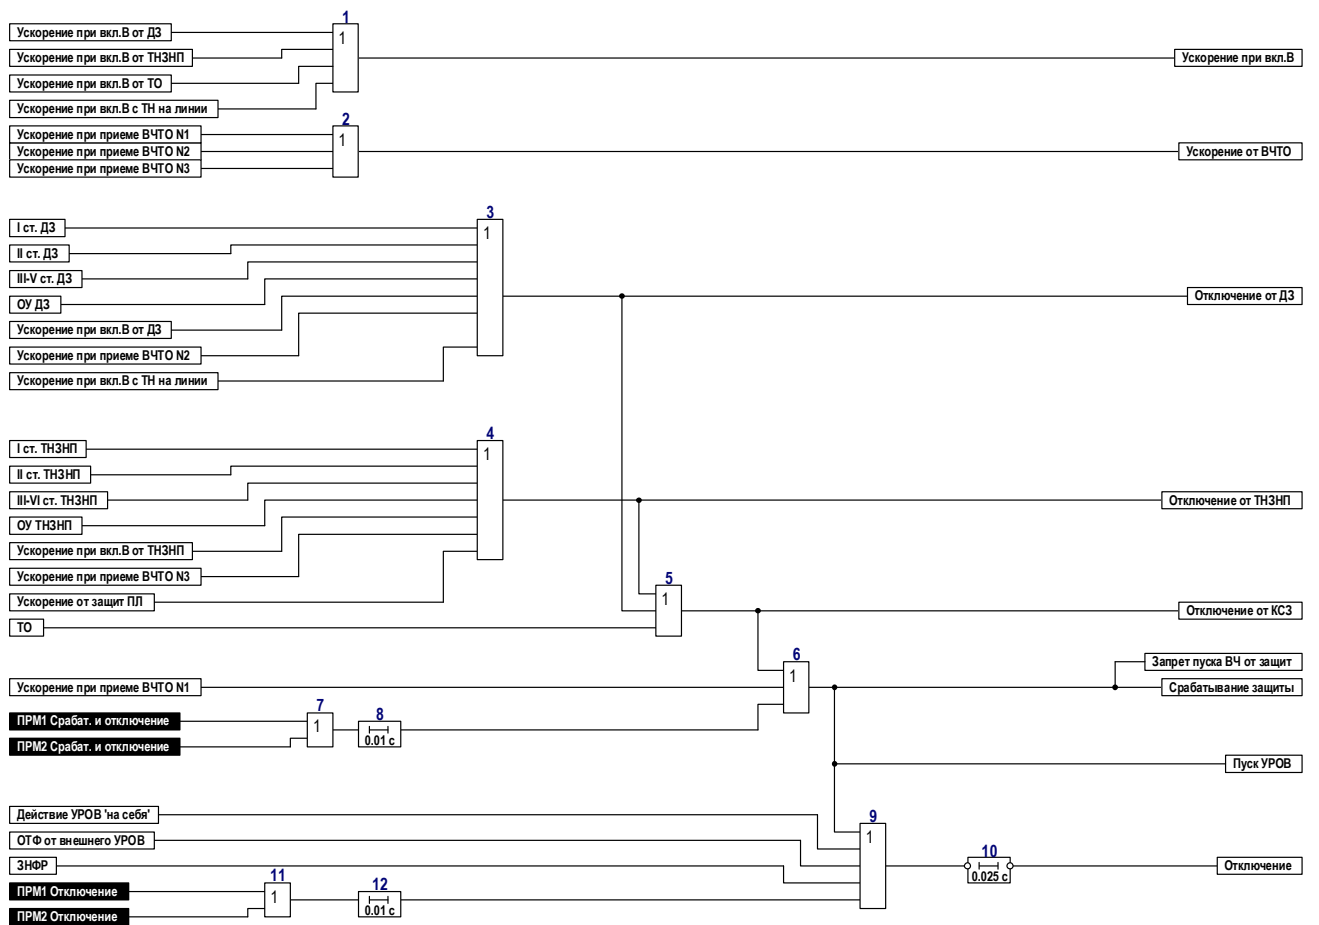 1
Ускорение при вкл.В от ДЗ
1
Ускорение при вкл.В от ТНЗНП
Ускорение при вкл.В
Ускорение при вкл.В от ТО
Ускорение при вкл.В с ТН на линии
2
Ускорение при приеме ВЧТО N1
1
Ускорение при приеме ВЧТО N2
Ускорение от ВЧТО
Ускорение при приеме ВЧТО N3
3
I ст. ДЗ
1
II ст. ДЗ
III-V ст. ДЗ
Отключение от ДЗ
ОУ ДЗ
Ускорение при вкл.В от ДЗ
Ускорение при приеме ВЧТО N2
Ускорение при вкл.В с ТН на линии
4
I ст. ТНЗНП
1
II ст. ТНЗНП
III-VI ст. ТНЗНП
Отключение от ТНЗНП
ОУ ТНЗНП
Ускорение при вкл.В от ТНЗНП
Ускорение при приеме ВЧТО N3
5
Ускорение от защит ПЛ
1
Отключение от КСЗ
ТО
6
Запрет пуска ВЧ от защит
1
Ускорение при приеме ВЧТО N1
Срабатывание защиты
7
ПРМ1 Срабат. и отключение
1
8
0.01 с
ПРМ2 Срабат. и отключение
Пуск УРОВ
Действие УРОВ 'на себя'
9
1
ОТФ от внешнего УРОВ
10
0.025 с
ЗНФР
Отключение
11
ПРМ1 Отключение
1
12
0.01 с
ПРМ2 Отключение